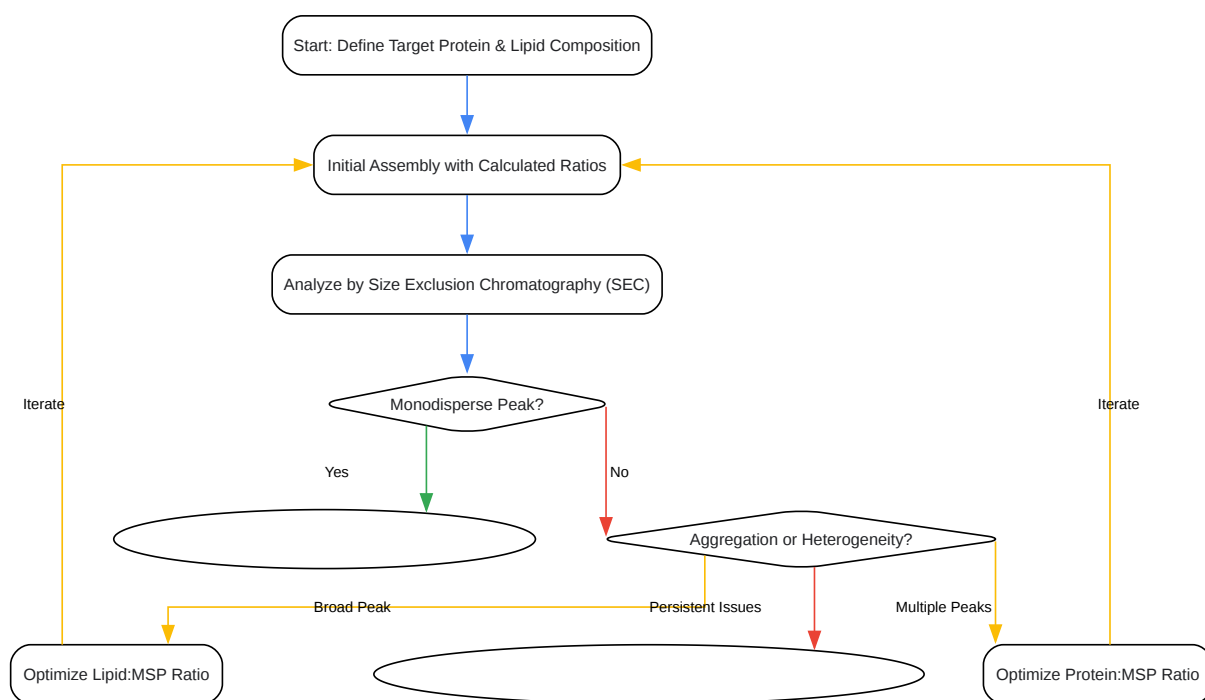 Start: Define Target Protein & Lipid Composition
Initial Assembly with Calculated Ratios
Analyze by Size Exclusion Chromatography (SEC)
Iterate
Monodisperse Peak?
Iterate
Yes
No
Aggregation or Heterogeneity?
Broad Peak
Persistent Issues
Multiple Peaks
Optimize Lipid:MSP Ratio
Optimize Protein:MSP Ratio